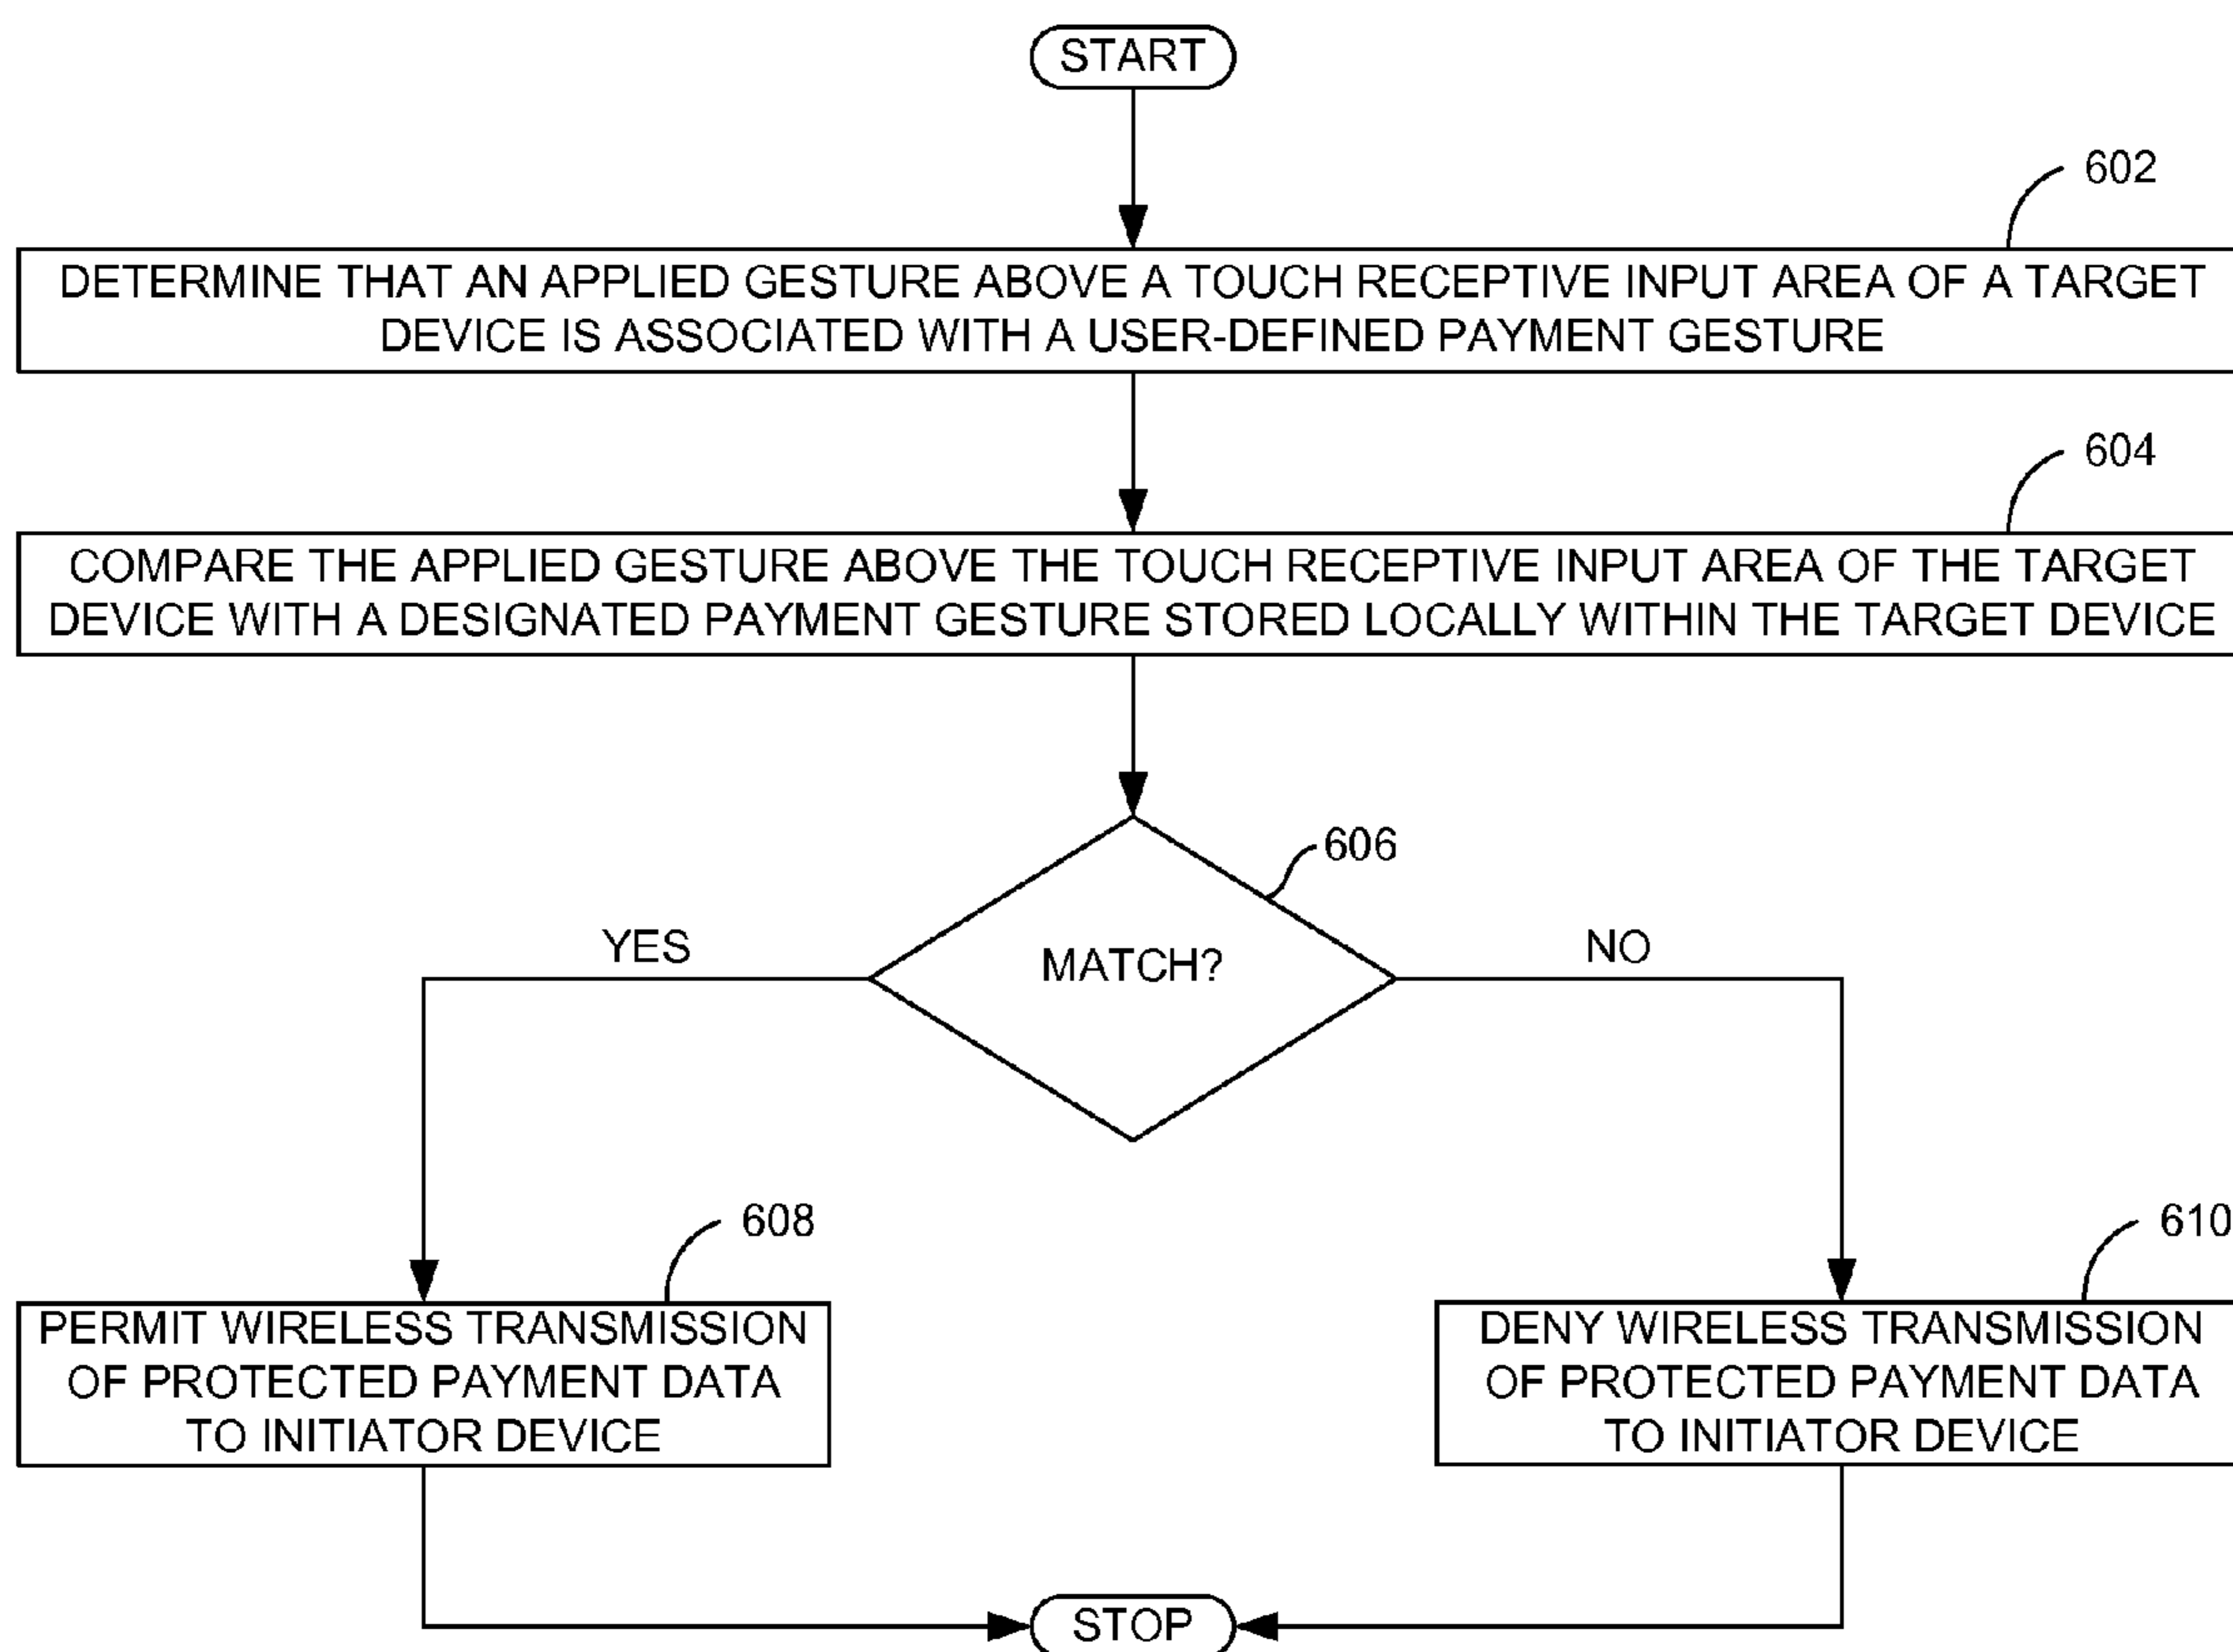 START
602
DETERMINE THAT AN APPLIED GESTURE ABOVE A TOUCH RECEPTIVE INPUT AREA OF A TARGET
DEVICE IS ASSOCIATED WITH A USER-DEFINED PAYMENT GESTURE
604
COMPARE THE APPLIED GESTURE ABOVE THE TOUCH RECEPTIVE INPUT AREA OF THE TARGET
DEVICE WITH A DESIGNATED PAYMENT GESTURE STORED LOCALLY WITHIN THE TARGET DEVICE
606
YES
MATCH?
NO
608
PERMIT WIRELESS TRANSMISSION
OF PROTECTED PAYMENT DATA
TO INITIATOR DEVICE
610
DENY WIRELESS TRANSMISSION
OF PROTECTED PAYMENT DATA
TO INITIATOR DEVICE
STOP